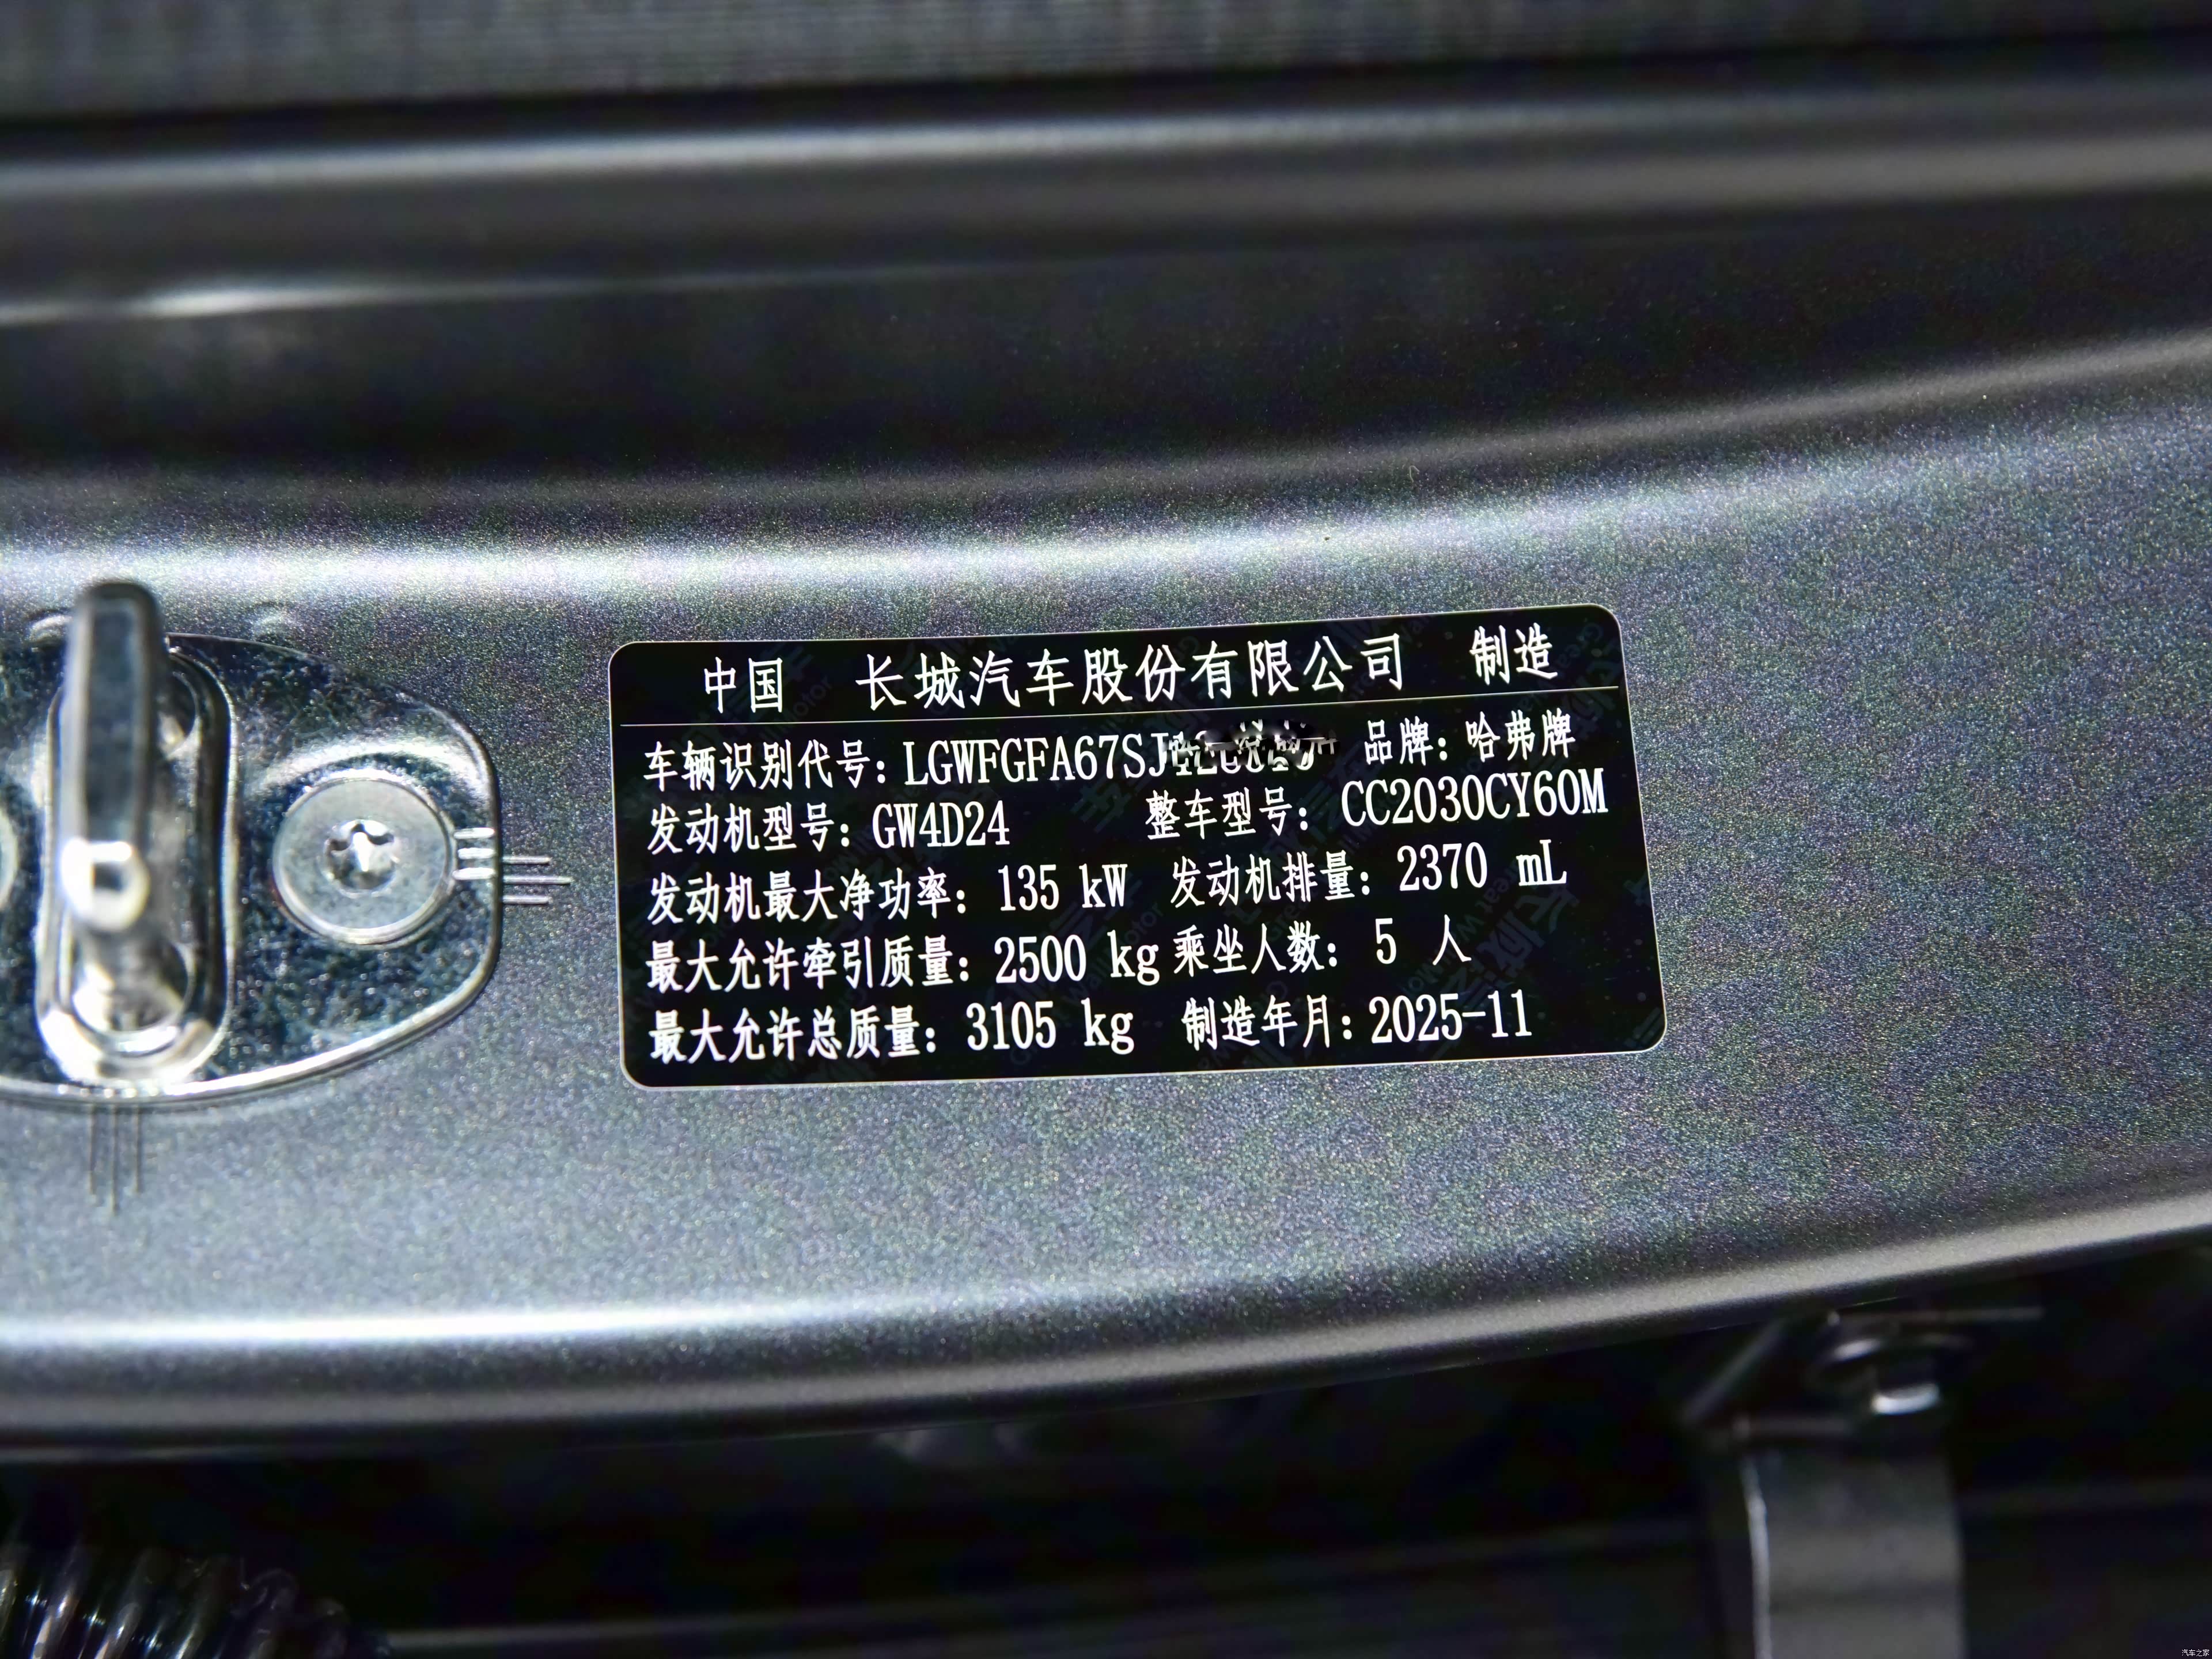 中国 长城汽车股份有限公司 制造
车辆识别代号：LGWFGFA67SJ 品牌：哈弗牌
发动机型号：GW4D24 整车型号：CC2030CY60M
发动机最大净功率：135 kW 发动机排量：2370 mL
最大允许牵引质量：2500 kg 乘坐人数：5 人
最大允许总质量：3105 kg 制造年月：2025-11
汽车之家